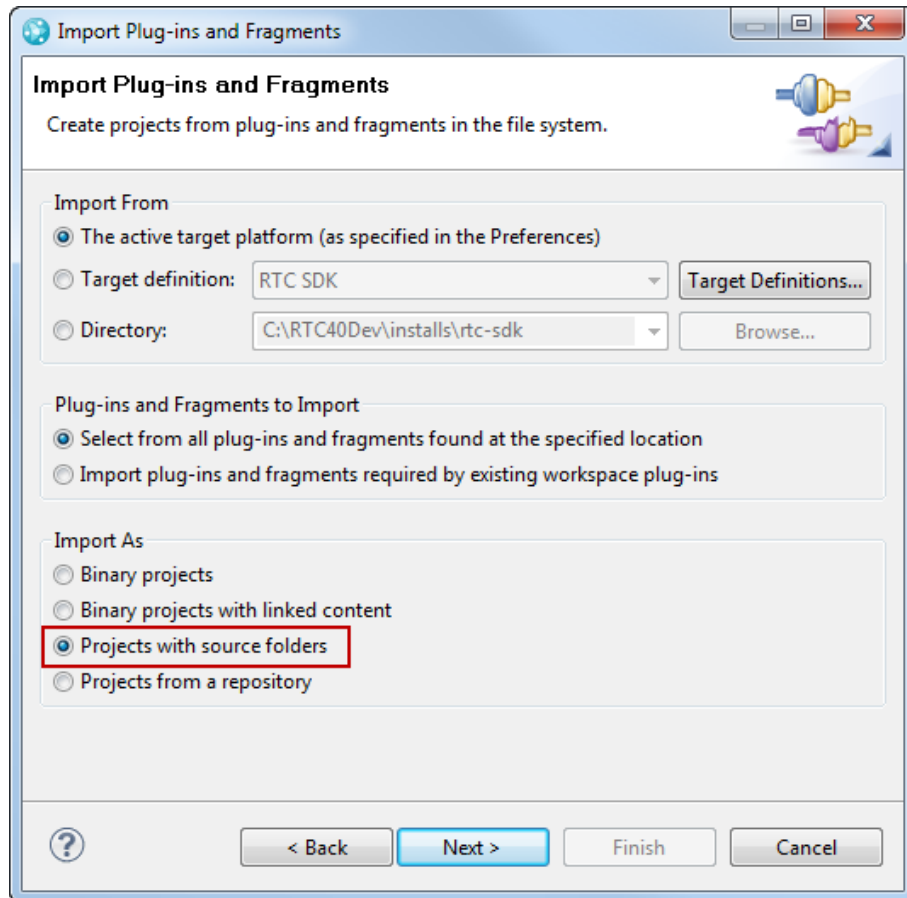 Import Plug-ins and Fragments
Import Plug-ins and Fragments
Create projects from plug-ins and fragments in the file system.
Import From
The active target platform (as specified in the Preferences)
Target definition: RTC SDK Target Definitions...
Directory: C:\RTC40Dev\installs\rtc-sdk Browse...
Plug-ins and Fragments to Import
Select from all plug-ins and fragments found at the specified location
Import plug-ins and fragments required by existing workspace plug-ins
Import As
Binary projects
Binary projects with linked content
Projects with source folders
Projects from a repository
? < Back Next > Finish Cancel